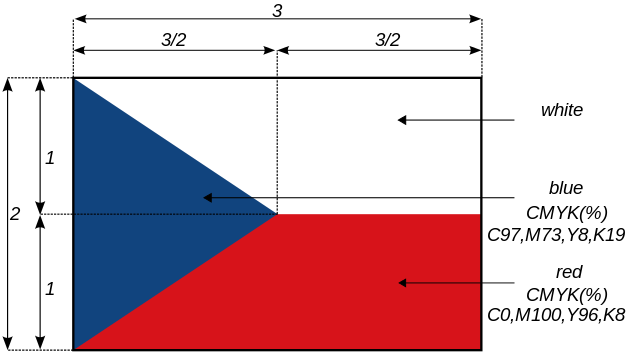 3
3/2
3/2
white
1
blue
2
CMYK(%)
C97,M73,Y8,K19
red
1
CMYK(%)
C0,M100,Y96,K8